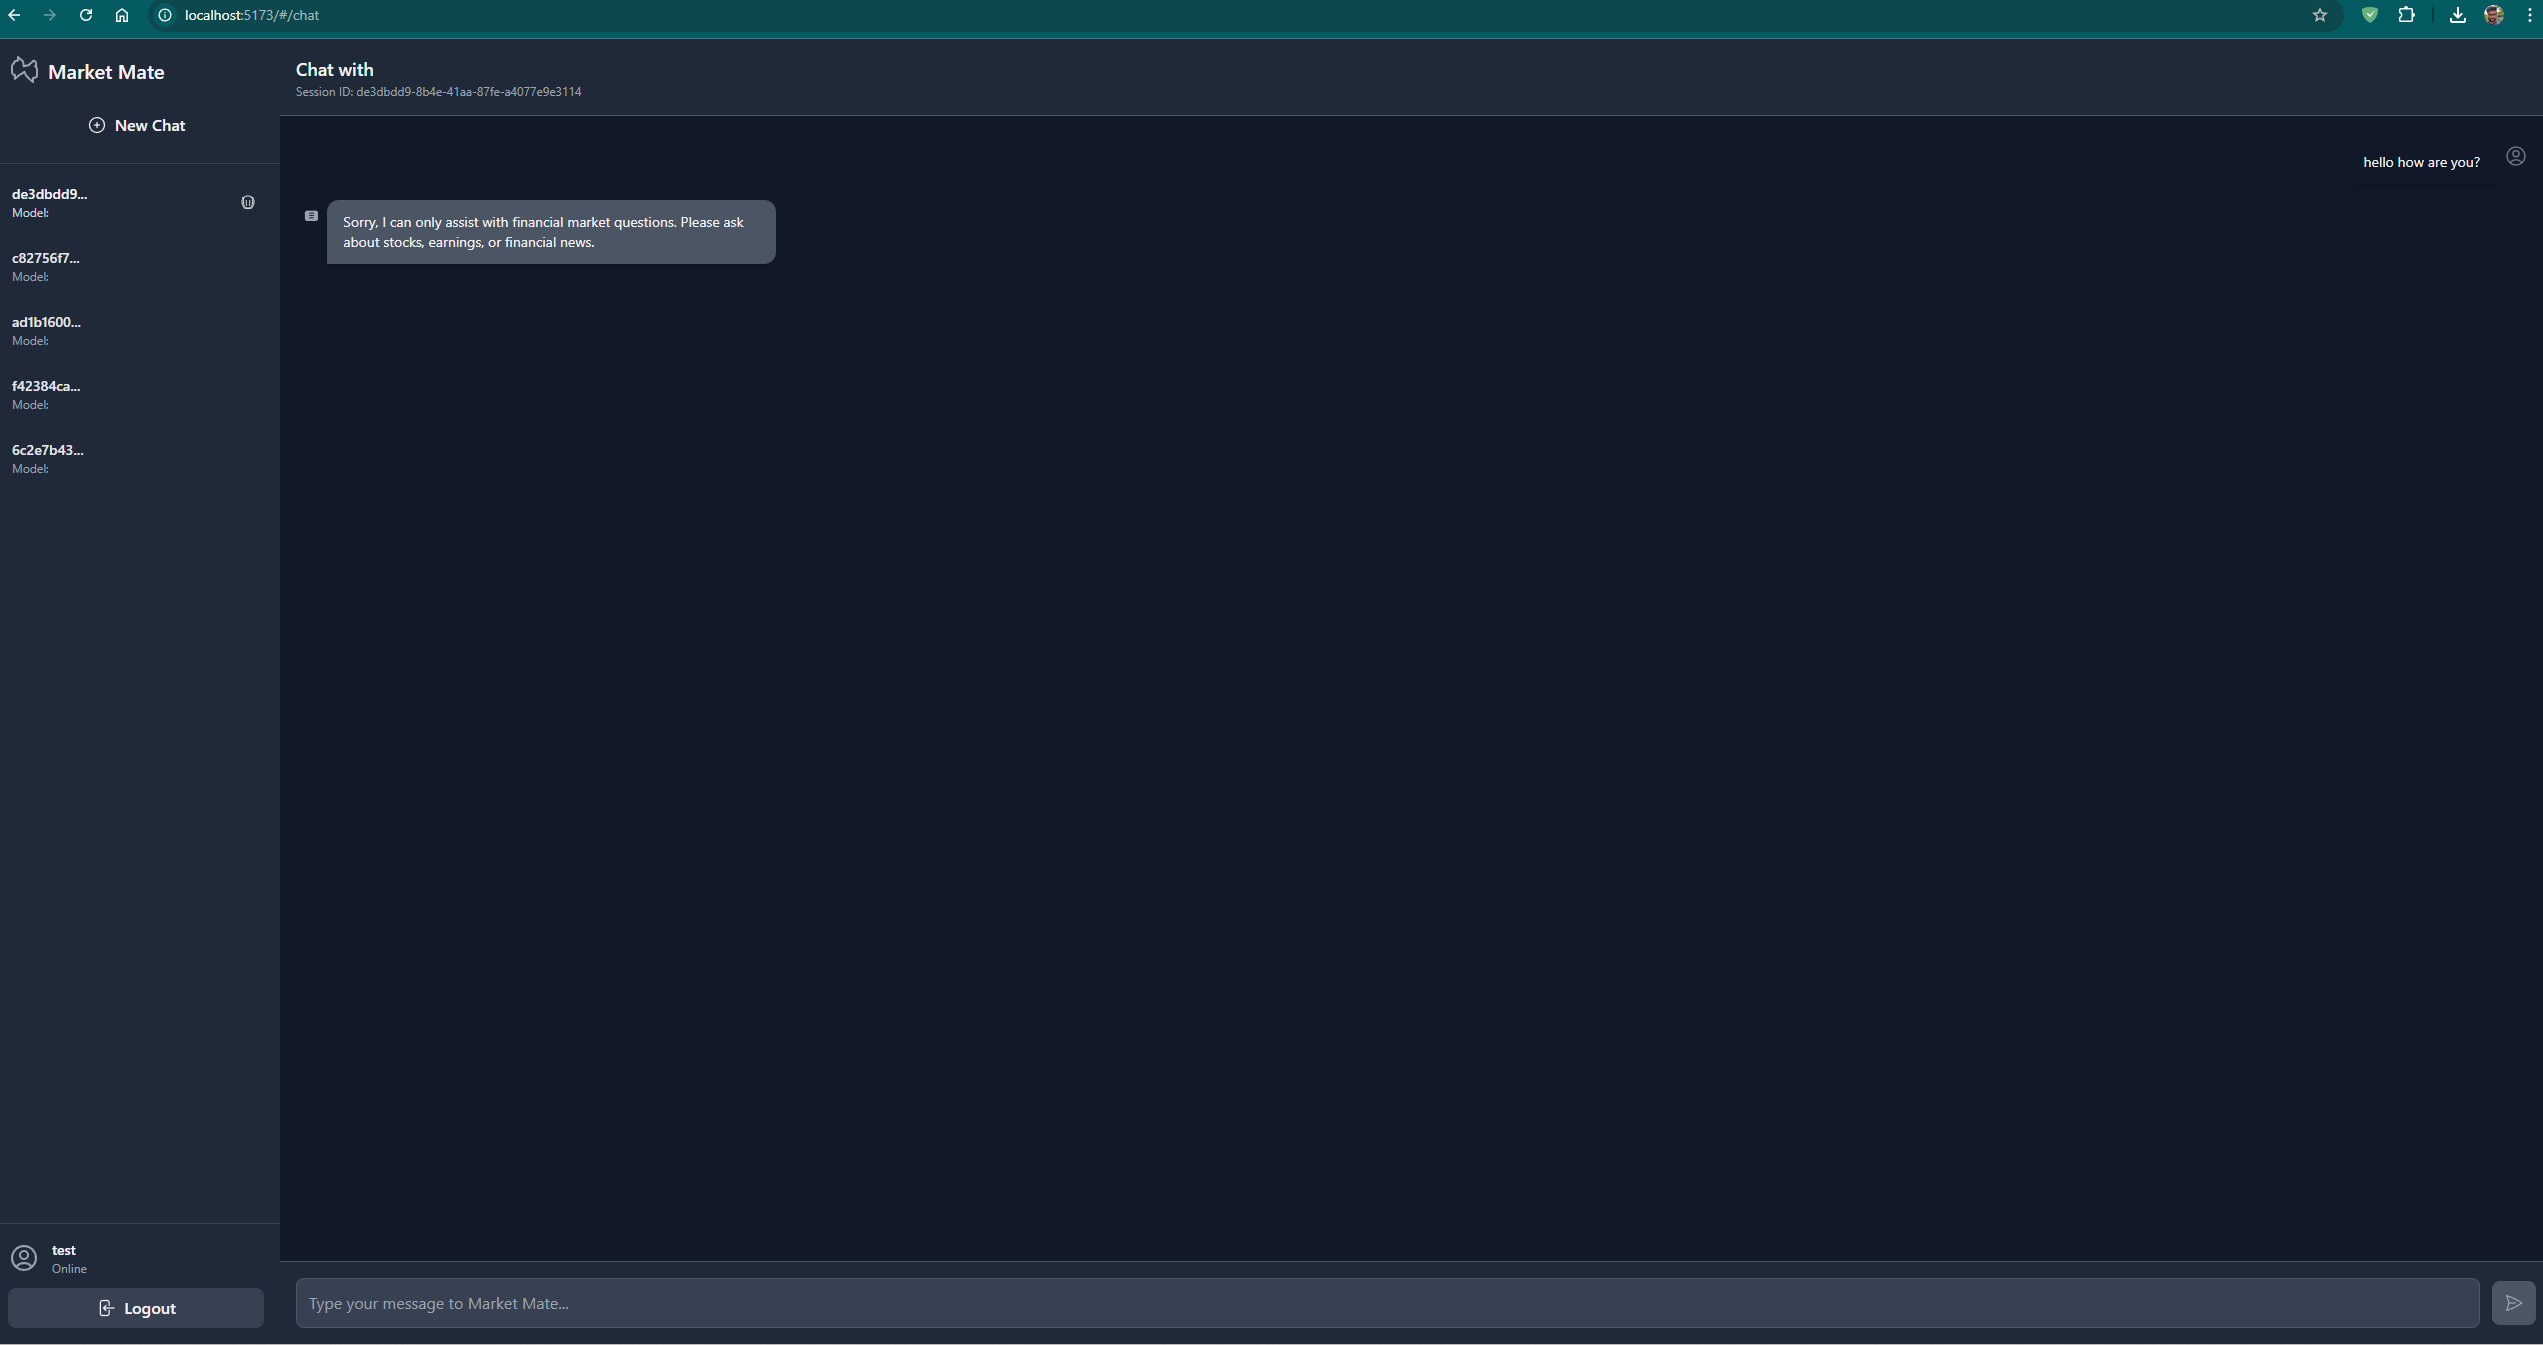 localhost:5173/#/chat
Market Mate
New Chat
de3dbdd9...
Model:
c82756f7...
Model:
ad1b1600...
Model:
f42384ca...
Model:
6c2e7b43...
Model:
test
Online
Logout
Chat with
Session ID: de3dbdd9-8b4e-41aa-87fe-a4077e9e3114
hello how are you?
Sorry, I can only assist with financial market questions. Please ask
about stocks, earnings, or financial news.
Type your message to Market Mate...